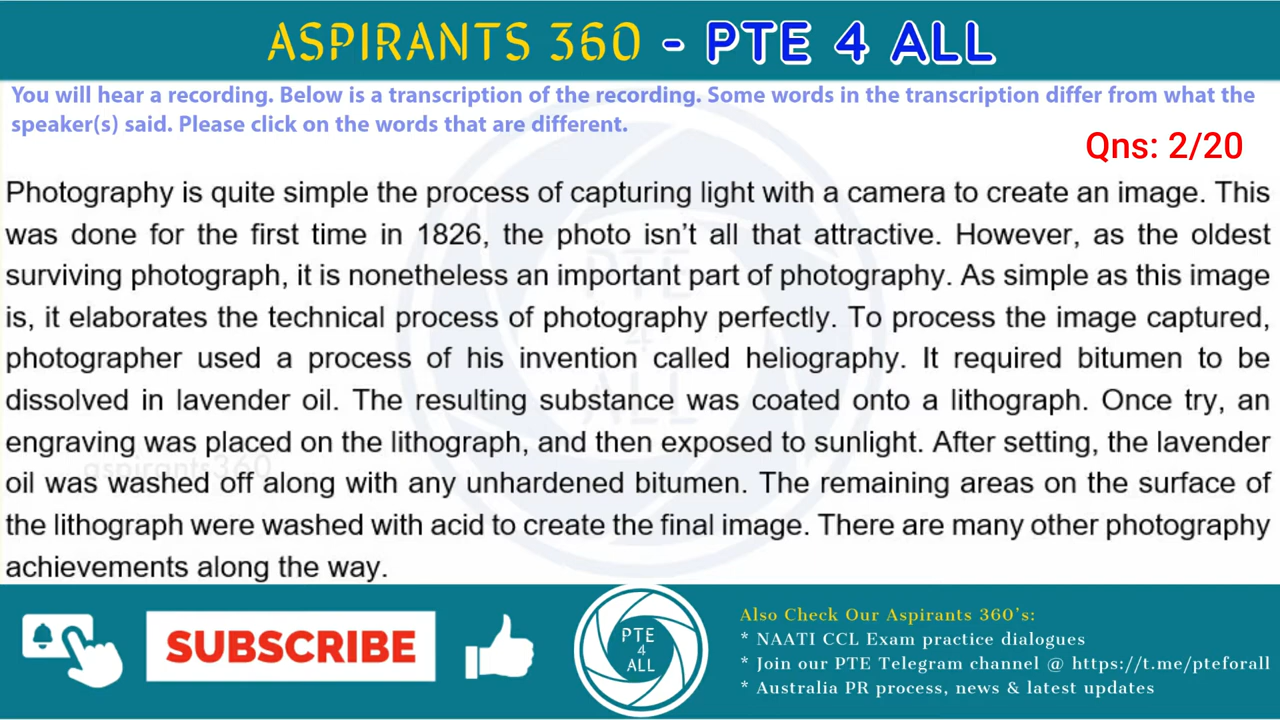 ASPIRANTS 360 - PTE 4 ALL
You will hear a recording. Below is a transcription of the recording. Some words in the transcription differ from what the
speaker(s) said. Please click on the words that are different.
Qns: 2/20
Photography is quite simple the process of capturing light with a camera to create an image. This
was done for the first time in 1826, the photo isn't all that attractive. However, as the oldest
surviving photograph, it is nonetheless an important part of photography. As simple as this image
is, it elaborates the technical process of photography perfectly. To process the image captured,
photographer used a process of his invention called heliography. It required bitumen to be
dissolved in lavender oil. The resulting substance was coated onto a lithograph. Once try, an
engraving was placed on the lithograph, and then exposed to sunlight. After setting, the lavender
oil was washed off along with any unhardened bitumen. The remaining areas on the surface of
the lithograph were washed with acid to create the final image. There are many other photography
achievements along the way.
PTE
4
ALL
aspirants360
SUBSCRIBE
PTE
4
ALL
Also Check Our Aspirants 360's:
* NAATI CCL Exam practice dialogues
* Join our PTE Telegram channel @ https://t.me/pteforall
* Australia PR process, news & latest updates